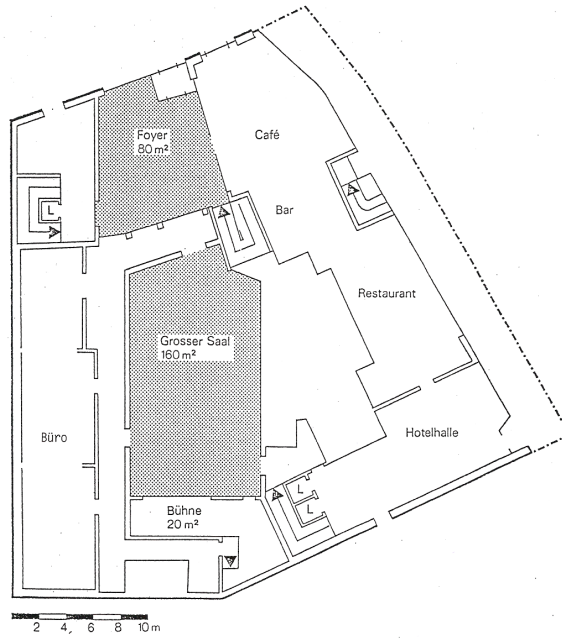 Foyer
80 m²
Café
L
Bar
Restaurant
Grosser Saal
160 m²
Büro
Hotelhalle
L
L
Bühne
20 m²
2 4, 6 8 10 m